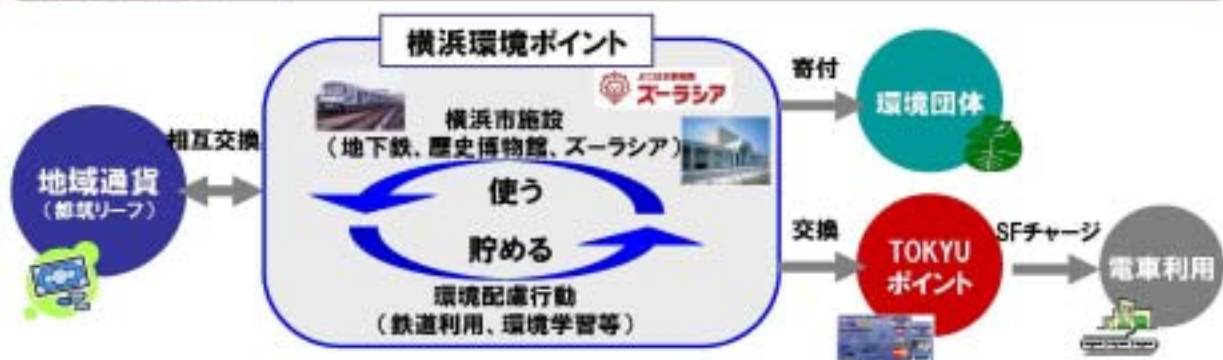 横浜環境ポイント
ズーラシア
横浜市施設
（地下鉄、歴史博物館、ズーラシア）
使う
貯める
環境配慮行動
（鉄道利用、環境学習等）
相互交換
地域通貨
（都筑リーフ）
寄付
環境団体
交換
TOKYU
ポイント
SFチャージ
電車利用